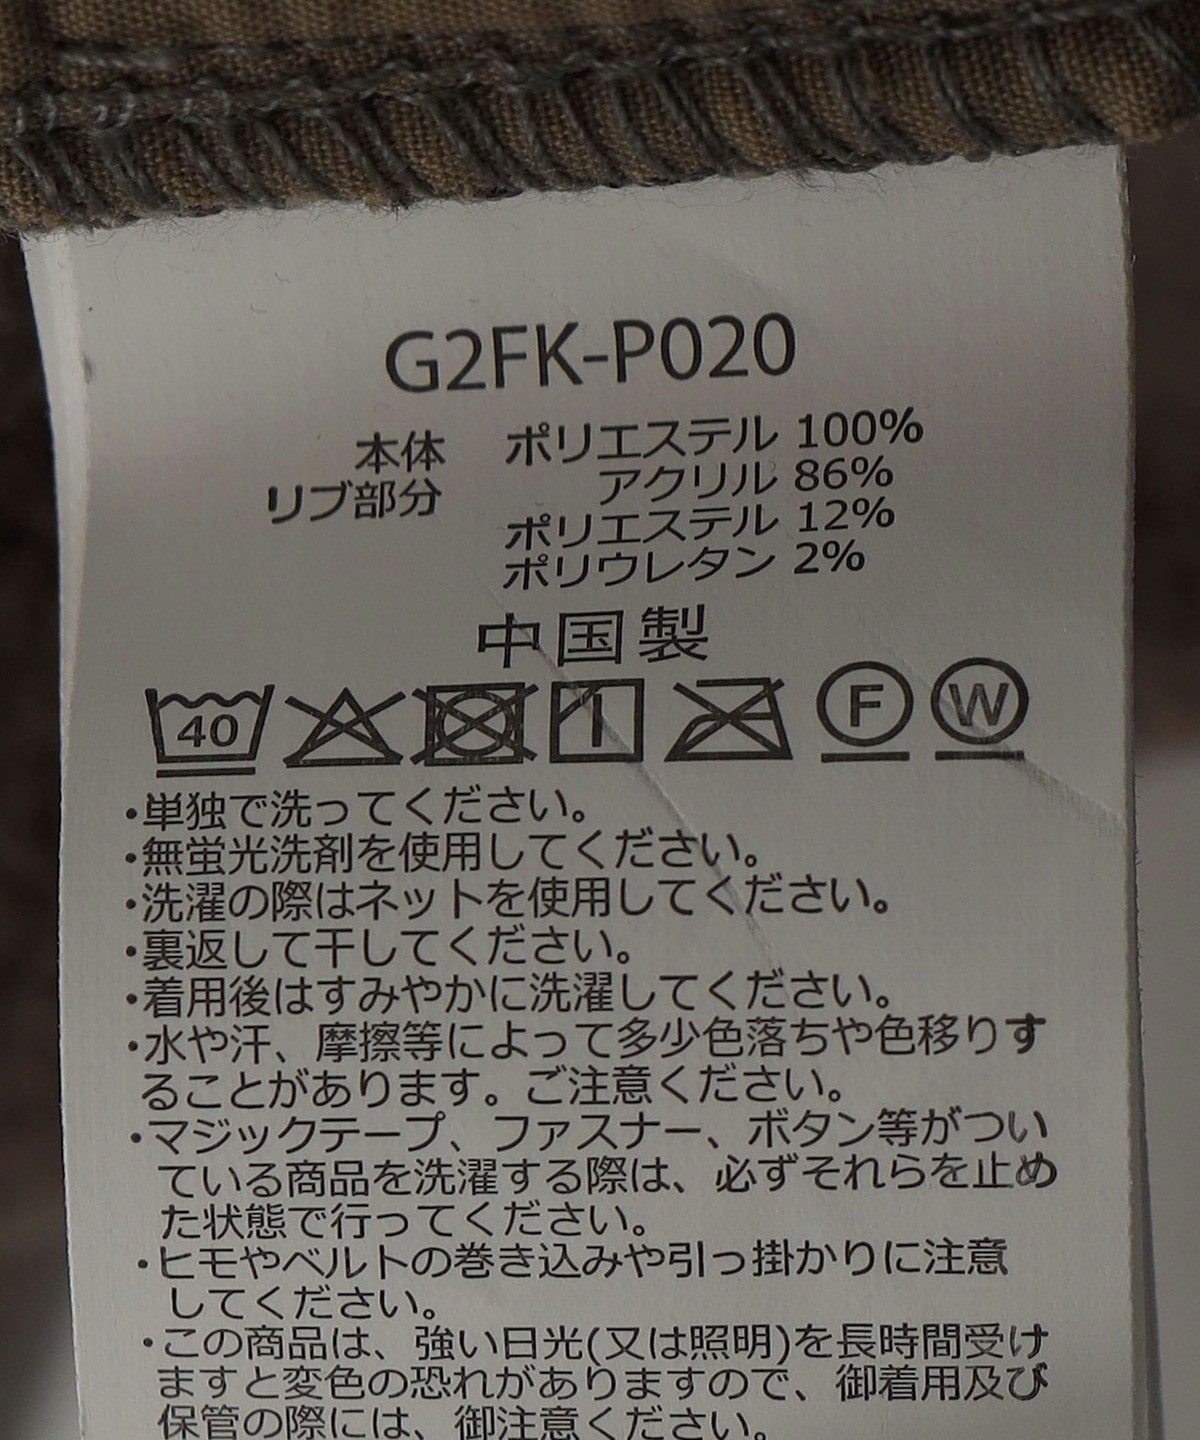 G2FK-P020
本体 ポリエステル 100%
リブ部分 アクリル 86%
ポリエステル 12%
ポリウレタン 2%
中国製
40 F W
・単独で洗ってください。
・無蛍光洗剤を使用してください。
・洗濯の際はネットを使用してください。
・裏返して干してください。
・着用後はすみやかに洗濯してください。
・水や汗、摩擦等によって多少色落ちや色移りす
ることがあります。ご注意ください。
・マジックテープ、ファスナー、ボタン等がつい
ている商品を洗濯する際は、必ずそれらを止め
た状態で行ってください。
・ヒモやベルトの巻き込みや引っ掛かりに注意
してください。
・この商品は、強い日光(又は照明)を長時間受け
ますと変色の恐れがありますので、御着用及び
保管の際には、御注意ください。